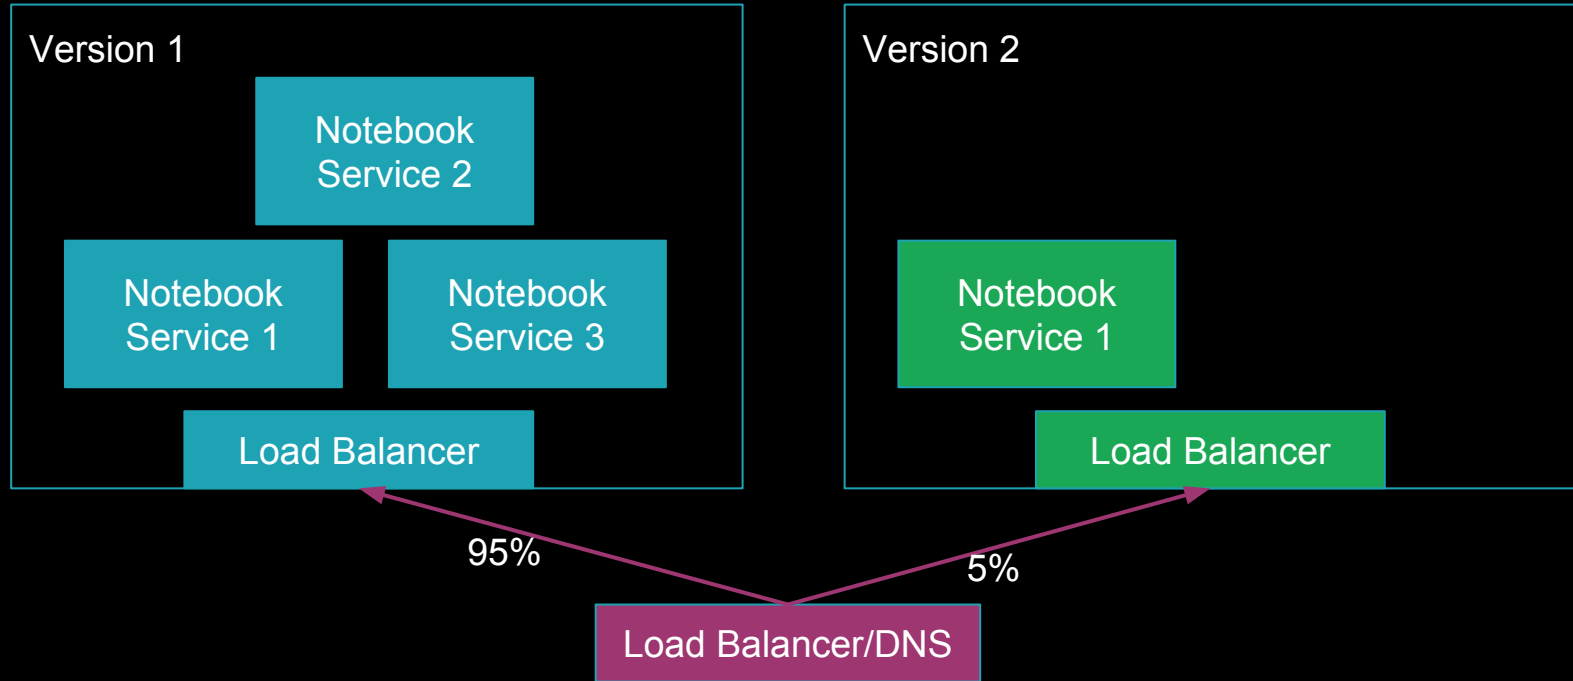 Version 1
Notebook
Service 2
Notebook
Service 1
Notebook
Service 3
Load Balancer
Version 2
Notebook
Service 1
Load Balancer
95%
5%
Load Balancer/DNS